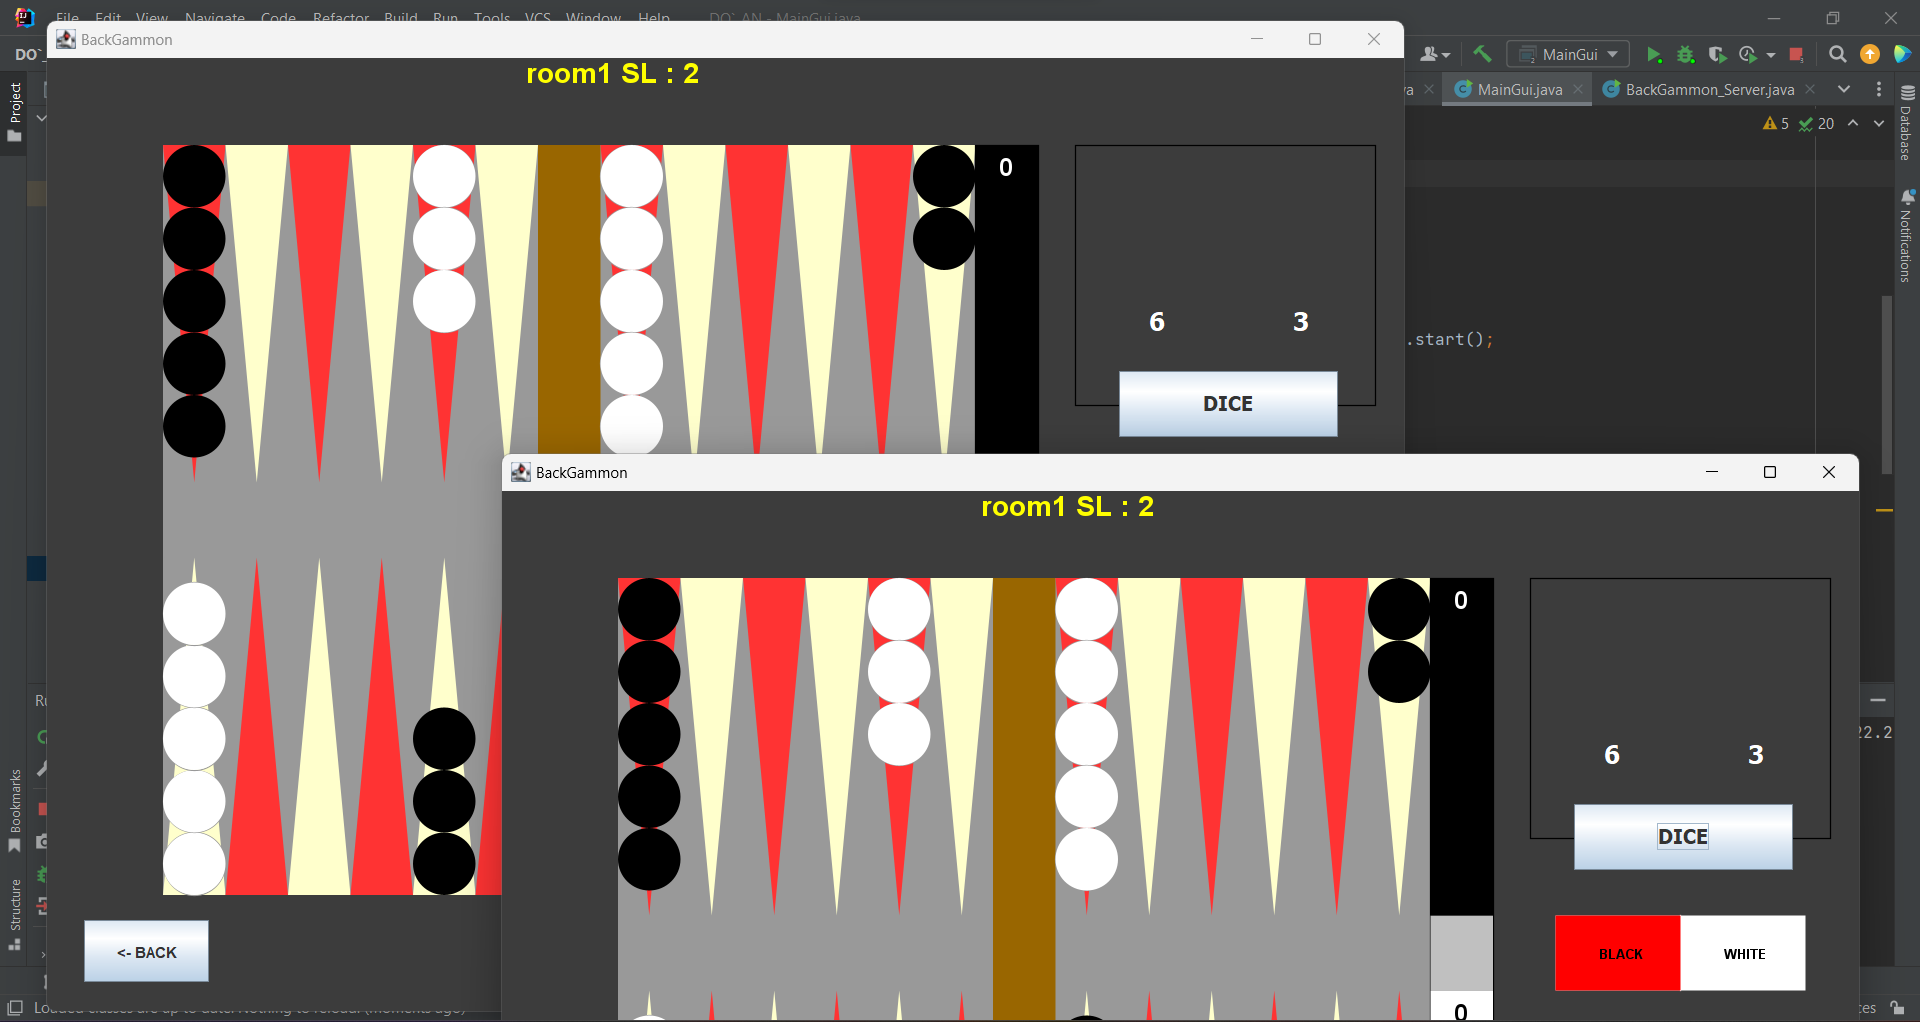 File Edit View Navigate Code Refactor Build Run Tools VCS Window Help DO`_AN - MainGui.java
BackGammon
DO`
MainGui
room1 SL : 2
MainGui.java
BackGammon_Server.java
Project
Database
5 20
0
Notifications
6 3
.start();
DICE
BackGammon
room1 SL : 2
0
22.2
6 3
Bookmarks
DICE
Structure
<- BACK
BLACK WHITE
Loaded classes are up to date. Nothing to reload. (moments ago)
0